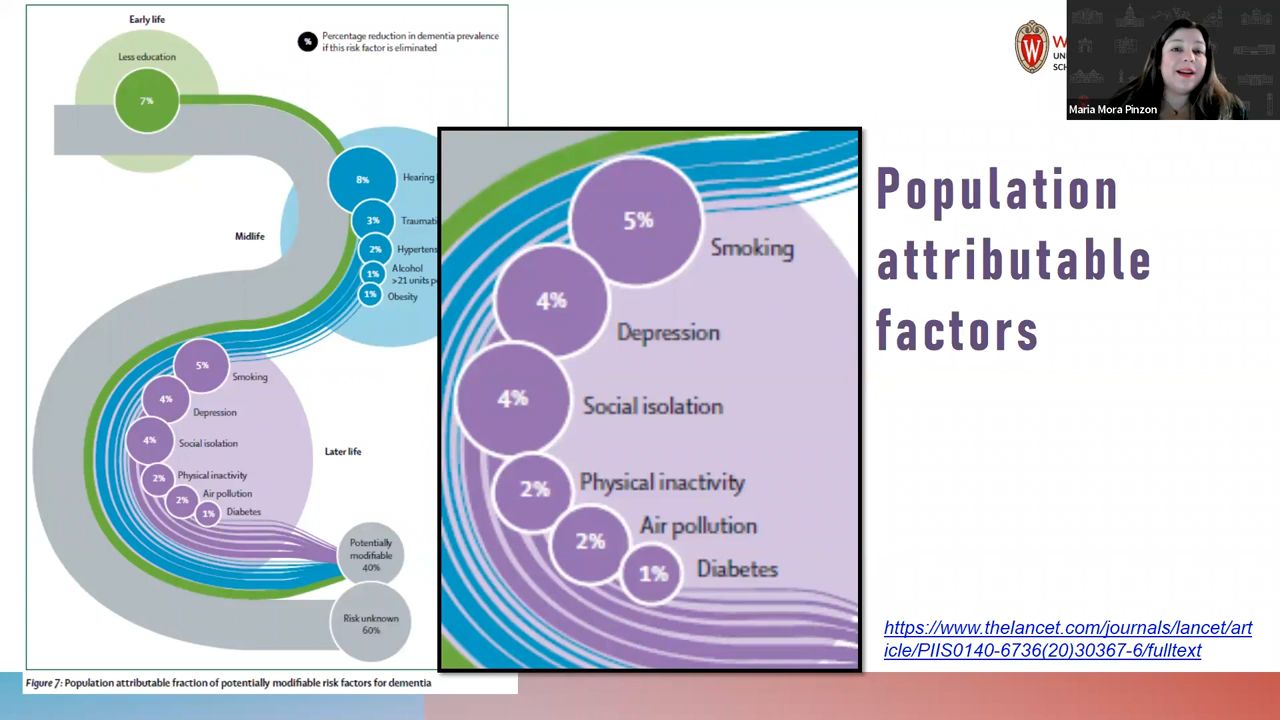 Early life
%
Percentage reduction in dementia prevalence
if this risk factor is eliminated
Less education
7%
8%
Hearing
3%
2%
Midlife
1%
Alcohol
>21 units
1%
Obesity
5%
Smoking
4%
Depression
4%
Social isolation
Later life
2%
Physical inactivity
2%
Air pollution
1%
Diabetes
Potentially
modifiable
40%
Risk unknown
60%
Figure 7: Population attributable fraction of potentially modifiable risk factors for dementia
5%
Smoking
4%
Depression
4%
Social isolation
2%
Physical inactivity
2%
Air pollution
1%
Diabetes
W
UN
SCH
Maria Mora Pinzon
Population
attributable
factors
https://www.thelancet.com/journals/lancet/art
icle/PIIS0140-6736(20)30367-6/fulltext